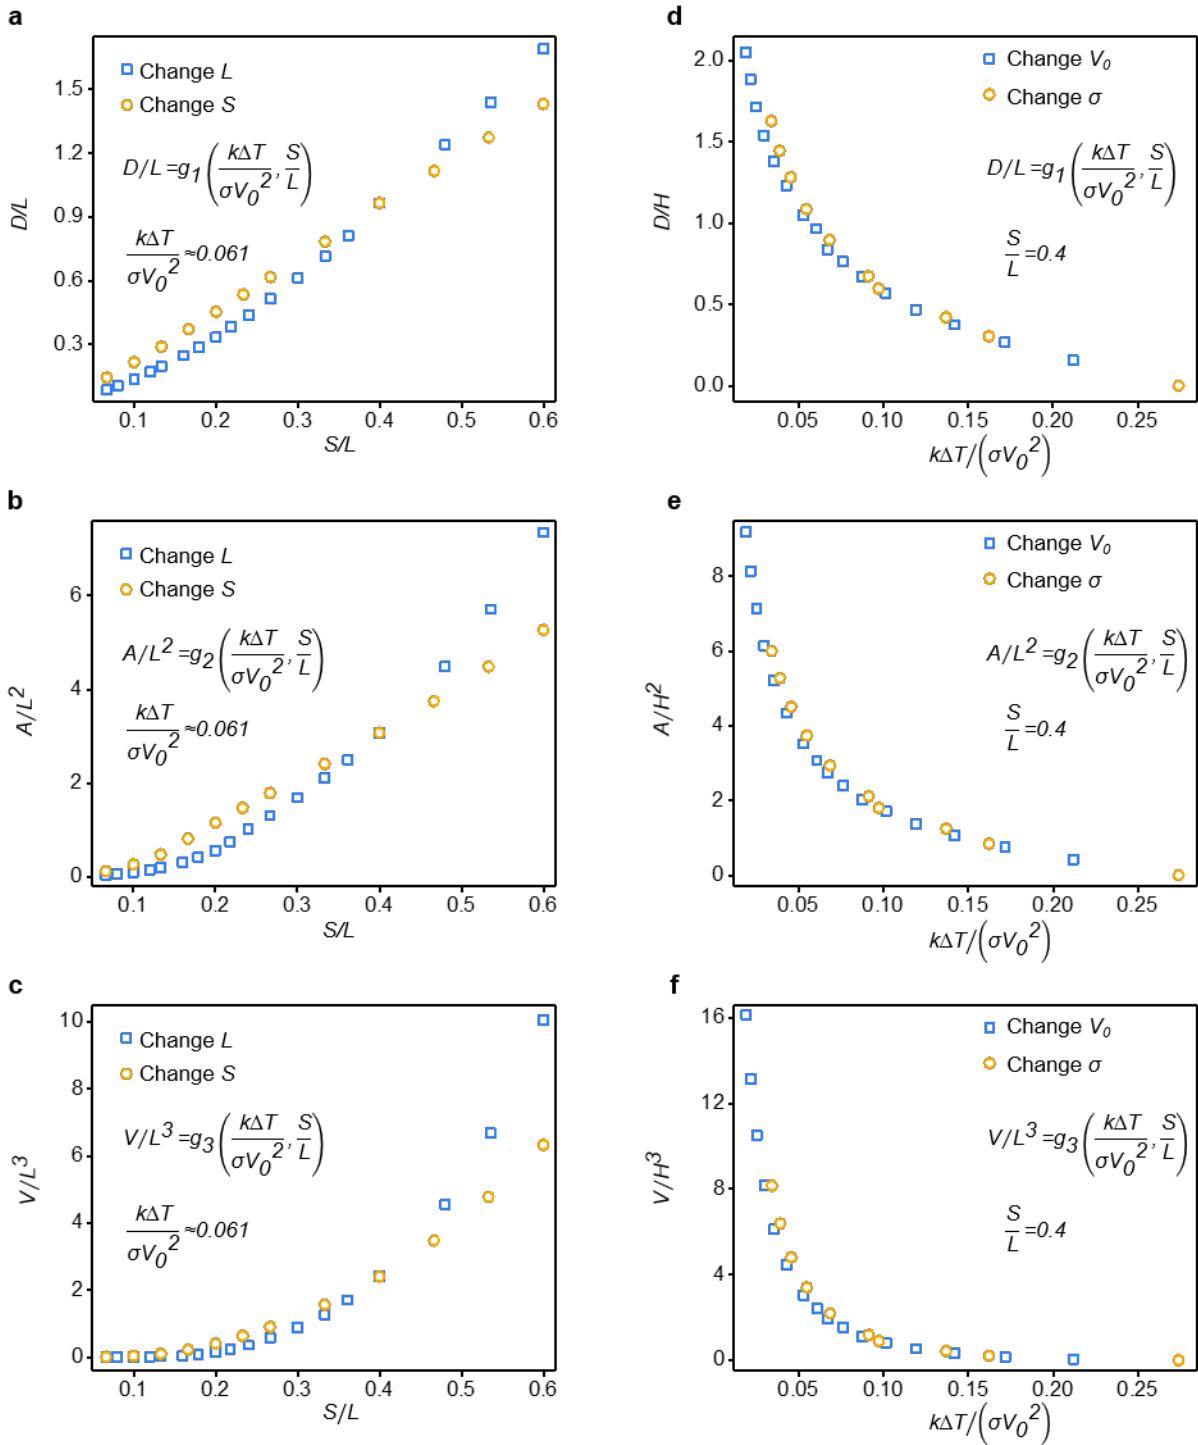 a
1.5
1.2
0.9
0.6
0.3
D/L
Change L
Change S
D/L=g₁(kΔT/σV₀², S/L)
kΔT/σV₀² ≈0.061
0.1 0.2 0.3 0.4 0.5 0.6
S/L
d
2.0
1.5
1.0
0.5
0.0
D/H
Change V₀
Change σ
D/L=g₁(kΔT/σV₀², S/L)
S/L =0.4
0.05 0.10 0.15 0.20 0.25
kΔT/(σV₀²)
b
6
4
2
0
A/L²
Change L
Change S
A/L²=g₂(kΔT/σV₀², S/L)
kΔT/σV₀² ≈0.061
0.1 0.2 0.3 0.4 0.5 0.6
S/L
e
8
6
4
2
0
A/H²
Change V₀
Change σ
A/L²=g₂(kΔT/σV₀², S/L)
S/L =0.4
0.05 0.10 0.15 0.20 0.25
kΔT/(σV₀²)
c
10
8
6
4
2
0
V/L³
Change L
Change S
V/L³=g₃(kΔT/σV₀², S/L)
kΔT/σV₀² ≈0.061
0.1 0.2 0.3 0.4 0.5 0.6
S/L
f
16
12
8
4
0
V/H³
Change V₀
Change σ
V/L³=g₃(kΔT/σV₀², S/L)
S/L =0.4
0.05 0.10 0.15 0.20 0.25
kΔT/(σV₀²)